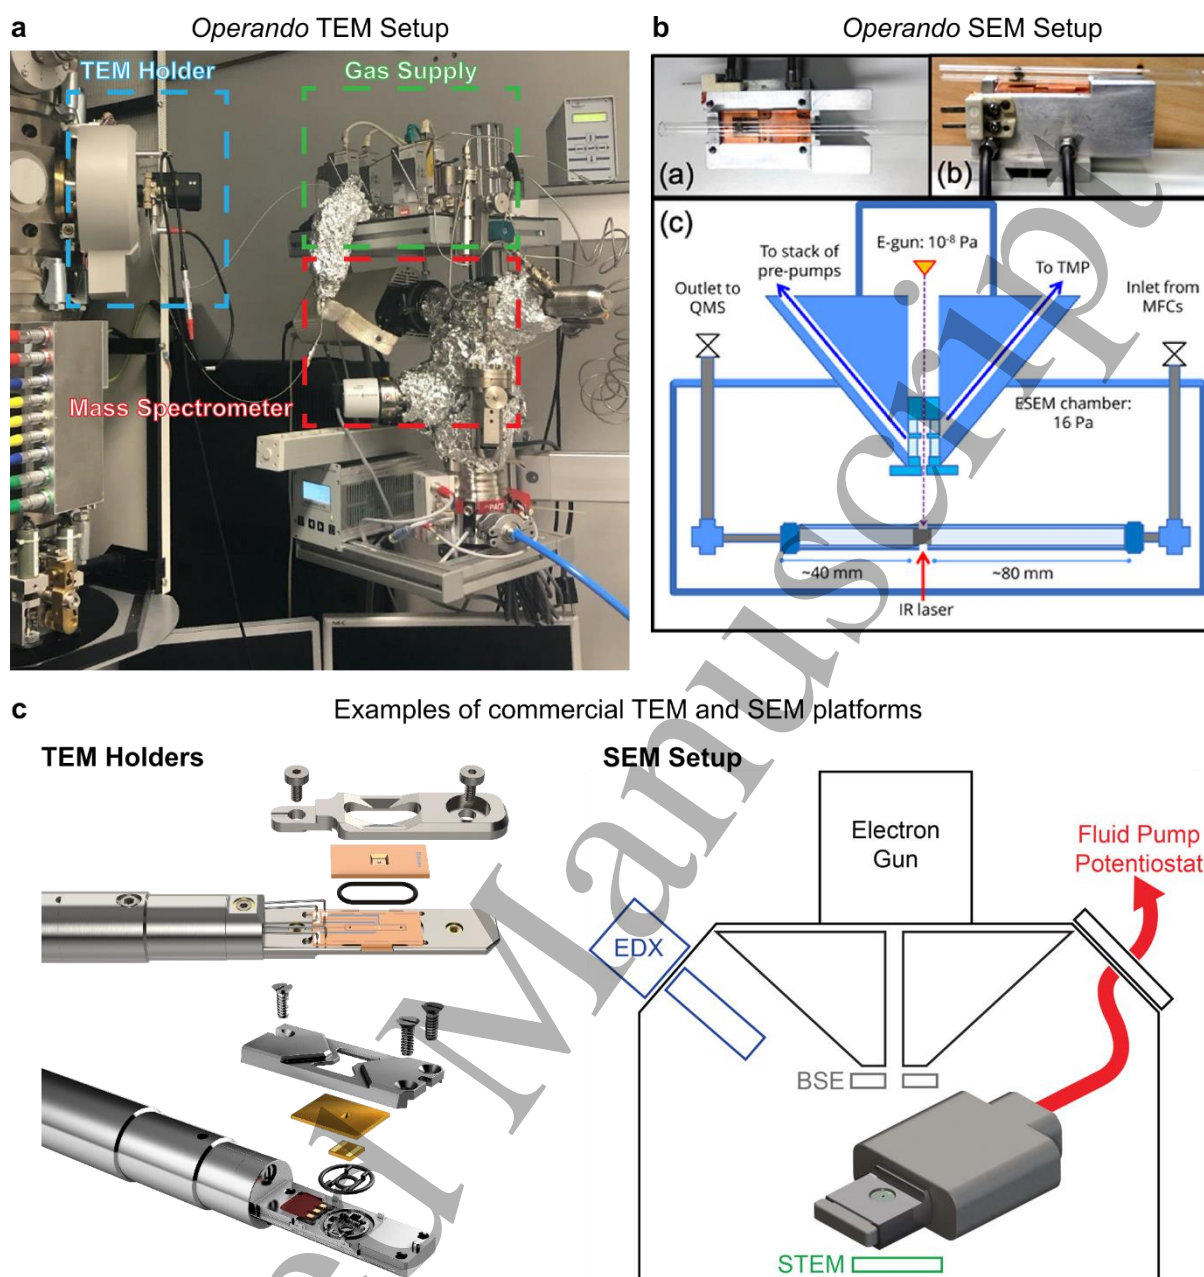 a
Operando TEM Setup
b
Operando SEM Setup
TEM Holder
Gas Supply
Mass Spectrometer
NEC
(a)
(b)
(c)
E-gun: 10⁻⁸ Pa
To stack of
pre-pumps
To TMP
Outlet to
QMS
Inlet from
MFCs
ESEM chamber:
16 Pa
~40 mm
~80 mm
IR laser
c
Examples of commercial TEM and SEM platforms
TEM Holders
SEM Setup
Electron
Gun
Fluid Pump
Potentiostat
EDX
BSE
STEM
Manuscript